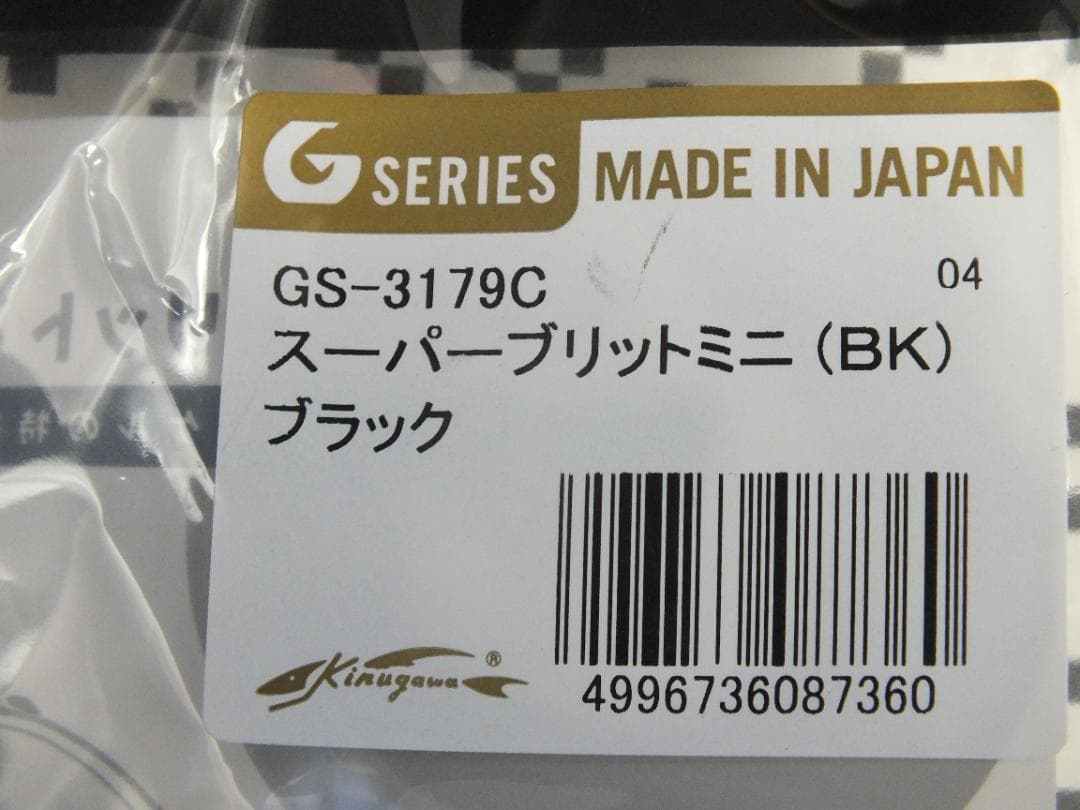 G SERIES MADE IN JAPAN
GS-3179C 04
スーパーブリットミニ(BK)
ブラック
Kinugawa®
4996736087360